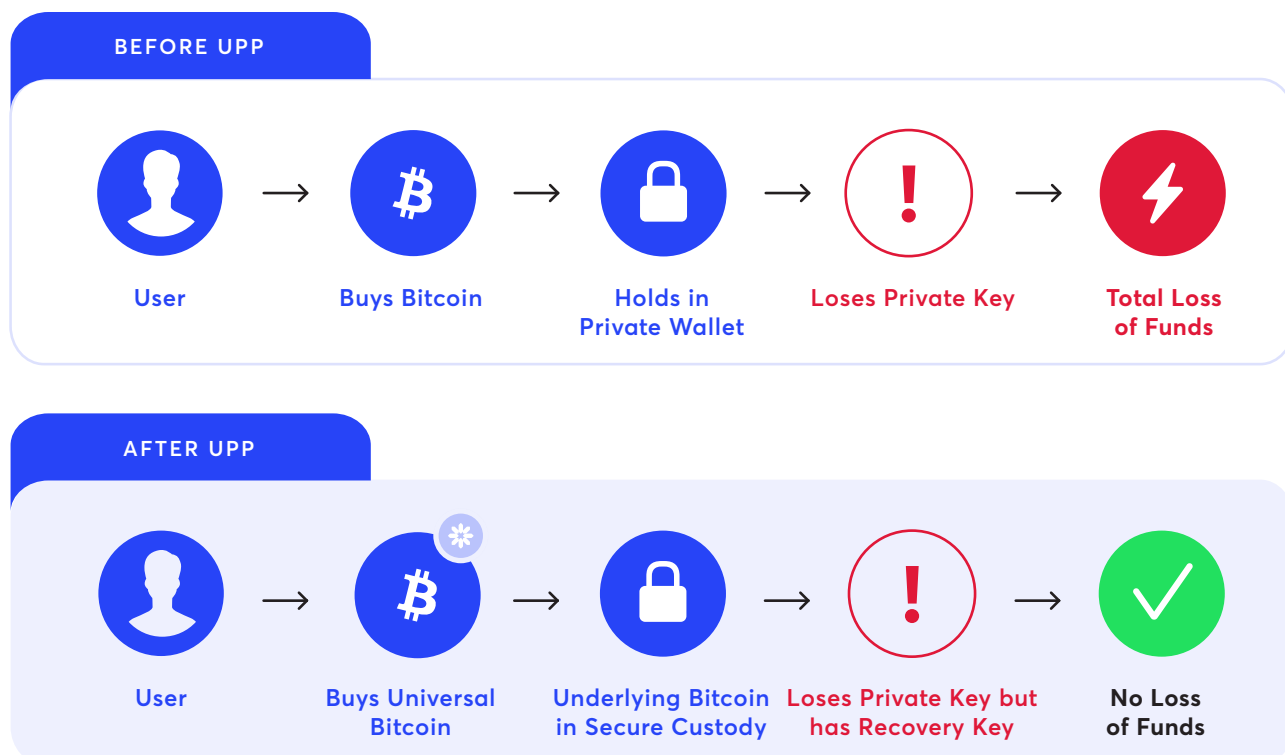 BEFORE UPP
User
Buys Bitcoin
Holds in
Private Wallet
Loses Private Key
Total Loss
of Funds
AFTER UPP
User
Buys Universal
Bitcoin
Underlying Bitcoin
in Secure Custody
Loses Private Key but
has Recovery Key
No Loss
of Funds